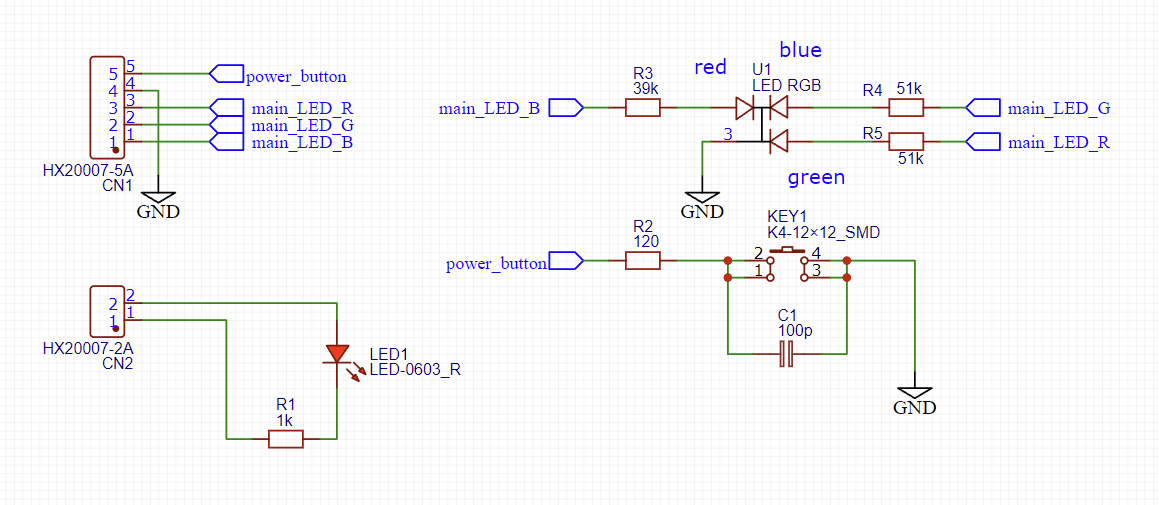 5 5 power_button
4 4
3 3 main_LED_R
2 2 main_LED_G
1 1 main_LED_B
HX20007-5A
CN1
GND
blue
red
U1
LED RGB
R3
39k
main_LED_B
R4 51k
main_LED_G
3
R5
51k
main_LED_R
green
GND
KEY1
K4-12×12_SMD
R2
120
power_button
2 4
1 3
C1
100p
GND
2 2
1 1
HX20007-2A
CN2
LED1
LED-0603_R
R1
1k